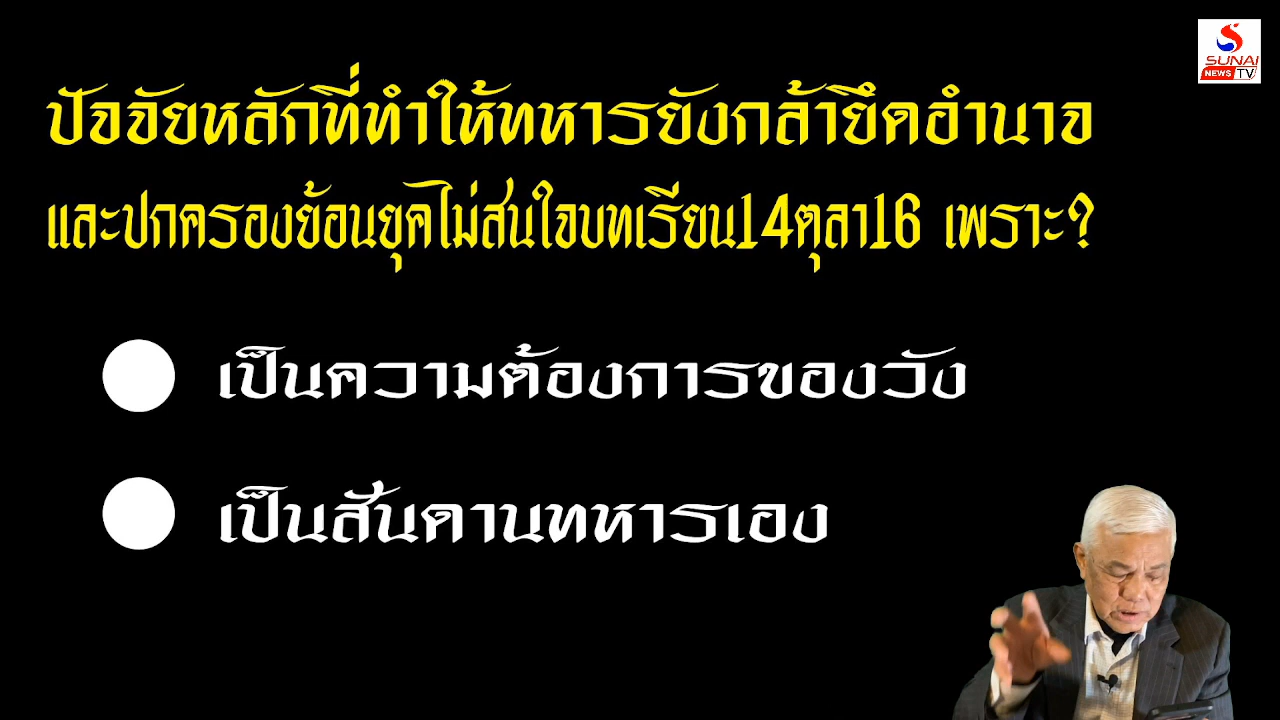 SUNAI
NEWS TV
ปัจจัยหลักที่ทำให้ทหารยังกล้ายึดอำนาจ
และปกครองย้อนยุคไม่สนใจบทเรียน14ตุลา16 เพราะ?
เป็นความต้องการของวัง
เป็นสันดานทหารเอง